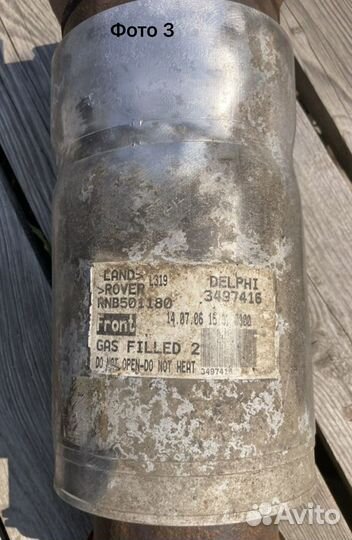 Фото 3
LAND> 1319 DELPHI
>ROVER 3497416
RNB501180
Front 14.07.06
GAS FILLED 2
DO NOT OPEN-DO NOT HEAT 3497416
Avito